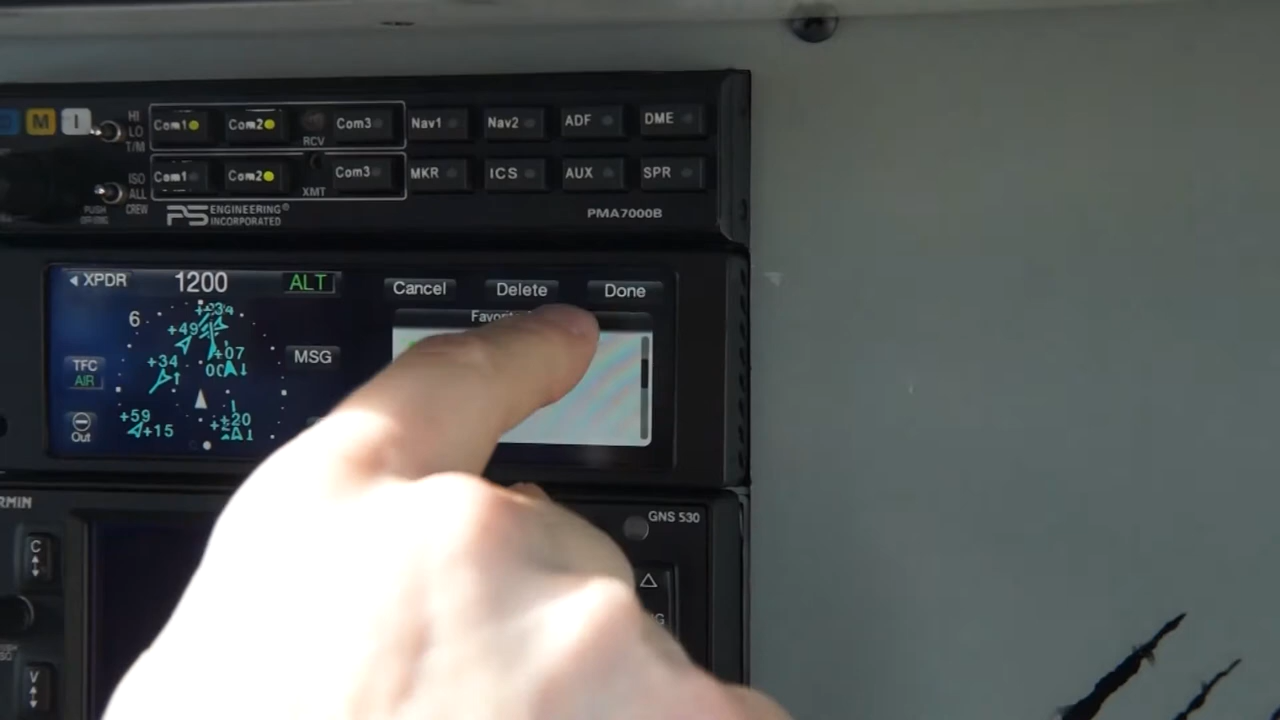 M I
HI
LO
T/M
Com1 Com2 Com3 Nav1 Nav2 ADF DME
RCV
ISO
ALL
CREW
Com1 Com2 Com3 MKR ICS AUX SPR
XMT
PUSH
PS ENGINEERING®
INCORPORATED
PMA7000B
XPDR 1200 ALT Cancel Delete Done
6
+49
+07
+34
00
MSG
TFC
AIR
+59
+15
+20
Out
GNS 530
C
V